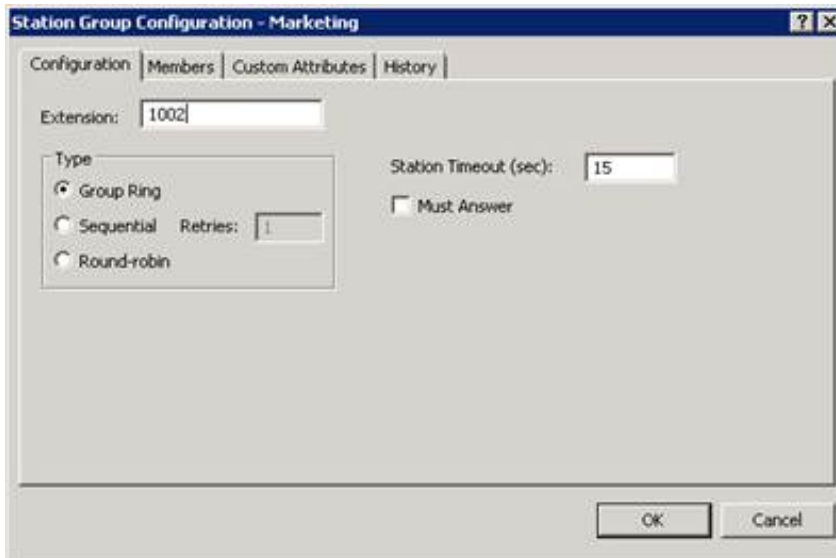 Station Group Configuration - Marketing
Configuration Members Custom Attributes History
Extension: 1002
Type
Group Ring
Sequential Retries: 1
Round-robin
Station Timeout (sec): 15
Must Answer
OK Cancel